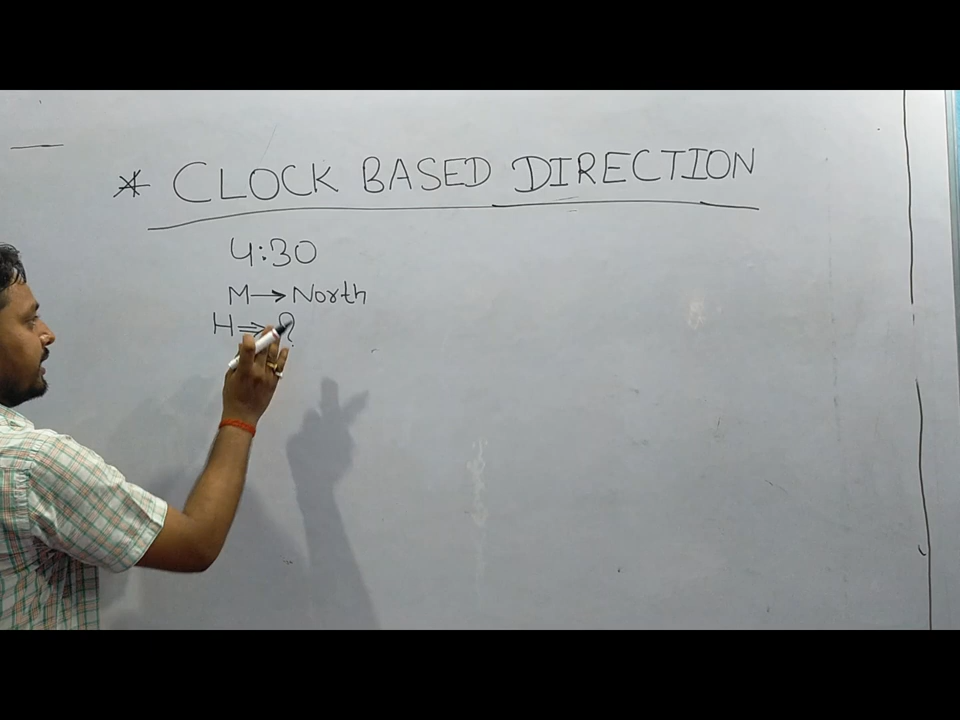 * CLOCK BASED DIRECTION
4:30
M → North
H ⇒ ?